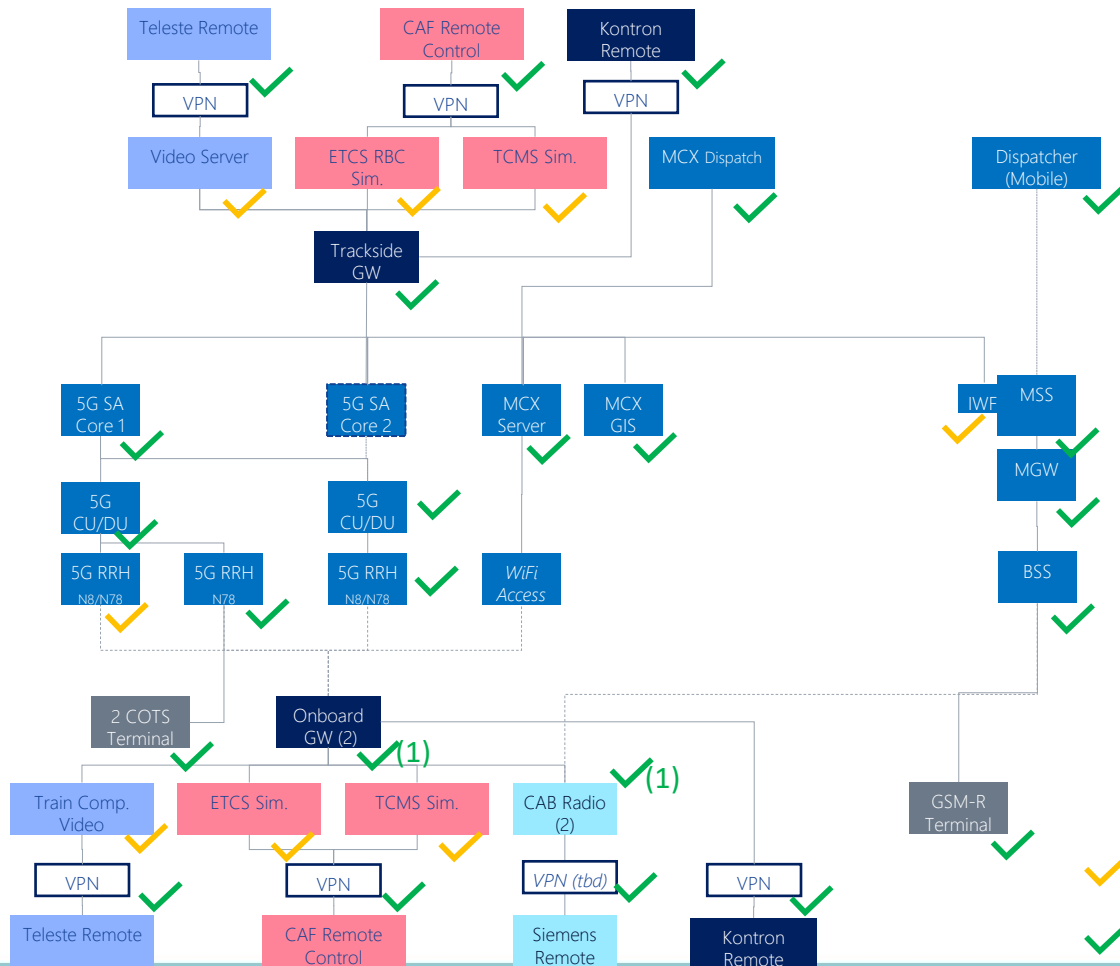 Teleste Remote
CAF Remote
Control
Kontron
Remote
VPN
VPN
VPN
Video Server
ETCS RBC
Sim.
TCMS Sim.
MCX Dispatch
Dispatcher
(Mobile)
Trackside
GW
5G SA
Core 1
5G SA
Core 2
MCX
Server
MCX
GIS
IWF
MSS
MGW
5G
CU/DU
5G
CU/DU
5G RRH
N8/N78
5G RRH
N78
5G RRH
N8/N78
WiFi
Access
BSS
2 COTS
Terminal
Onboard
GW (2)
(1)
(1)
Train Comp.
Video
ETCS Sim.
TCMS Sim.
CAB Radio
(2)
GSM-R
Terminal
VPN
VPN
VPN (tbd)
VPN
Teleste Remote
CAF Remote
Control
Siemens
Remote
Kontron
Remote